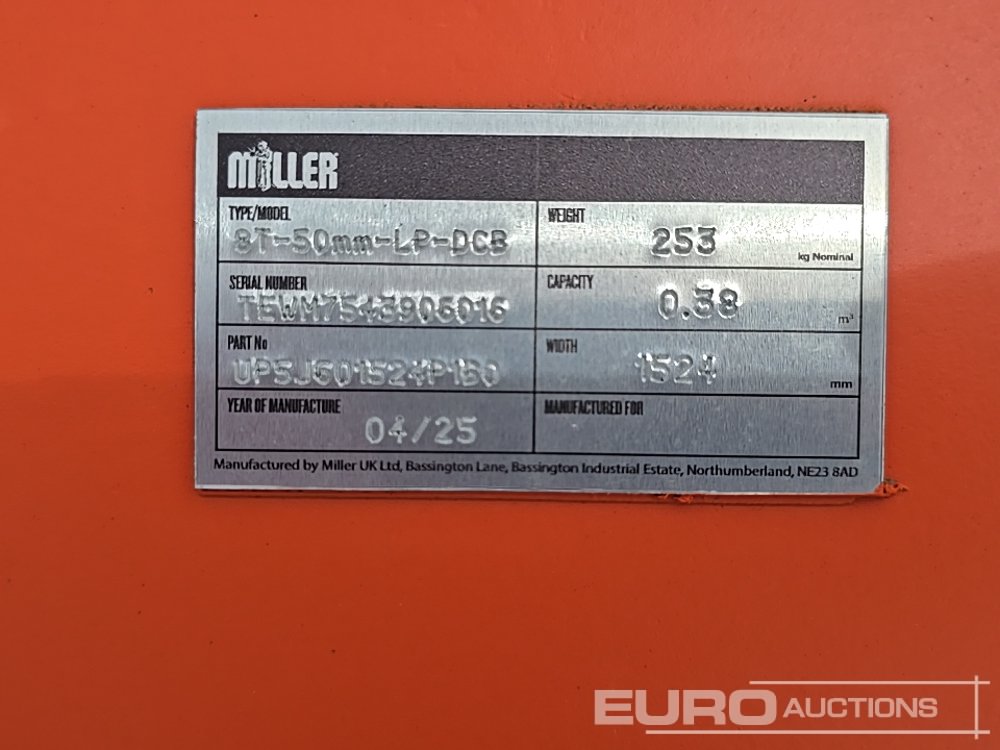 MILLER
TYPE/MODEL
8T-50mm-LP-DCB
WEIGHT
253
kg Nominal
SERIAL NUMBER
CAPACITY
0.38
m³
PART No
WIDTH
1524
mm
YEAR OF MANUFACTURE
04/25
MANUFACTURED FOR
Manufactured by Miller UK Ltd, Bassington Lane, Bassington Industrial Estate, Northumberland, NE23 8AD
EURO AUCTIONS